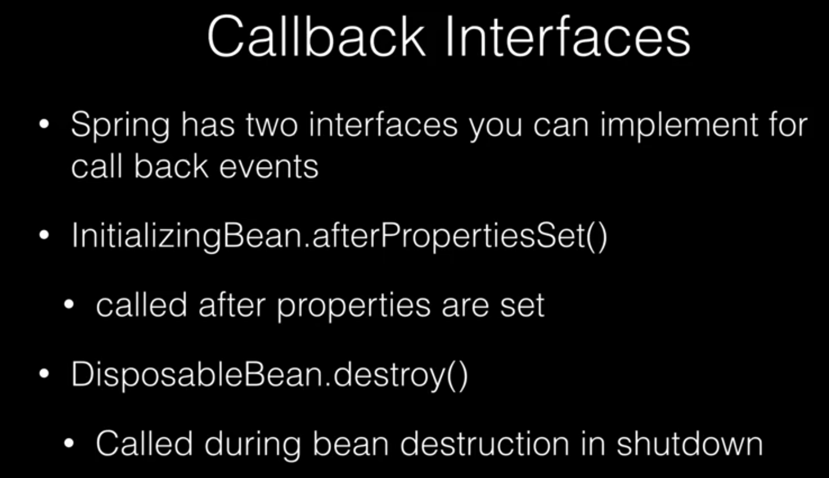 Callback Interfaces
• Spring has two interfaces you can implement for
call back events
• InitializingBean.afterPropertiesSet()
• called after properties are set
• DisposableBean.destroy()
• Called during bean destruction in shutdown